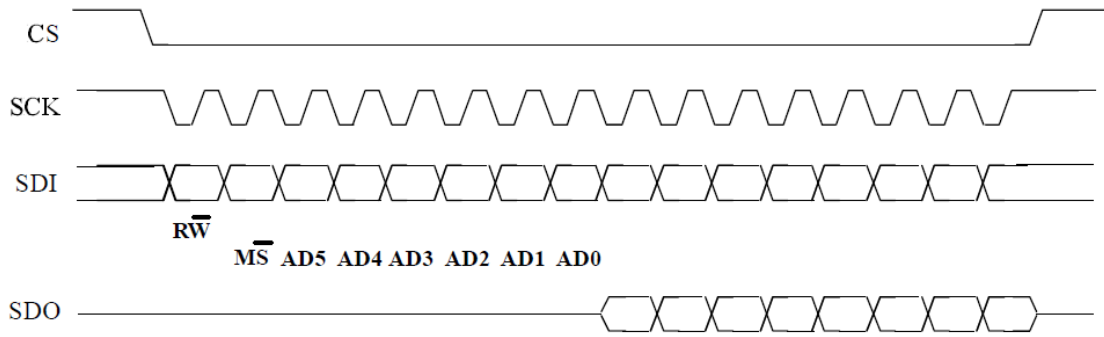 CS
SCK
SDI
RW̅
MS̅ AD5 AD4 AD3 AD2 AD1 AD0
SDO